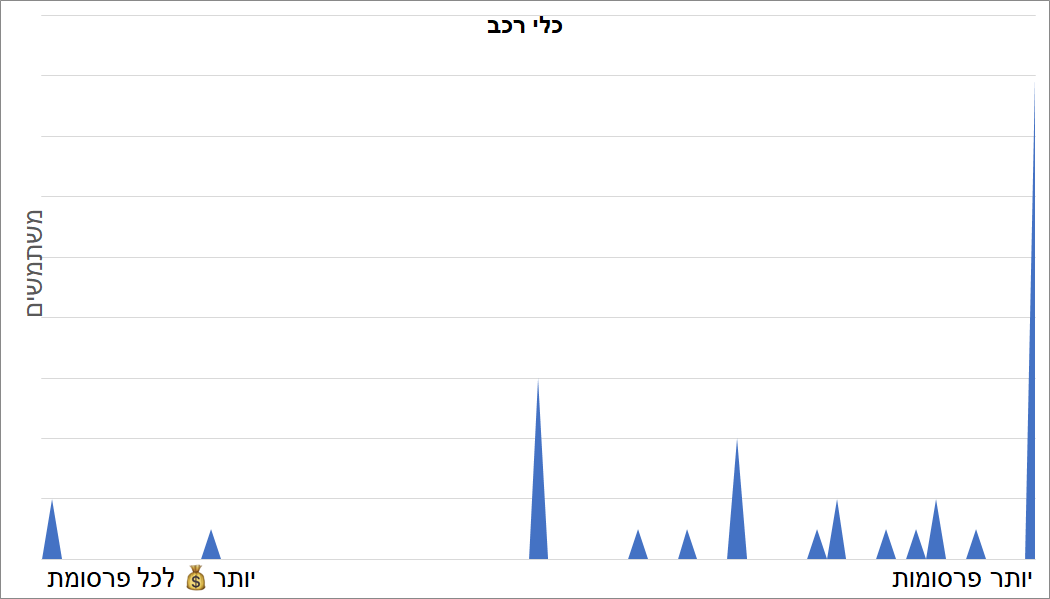 כלי רכב
משתמשים
יותר 💰 לכל פרסומת
יותר פרסומות